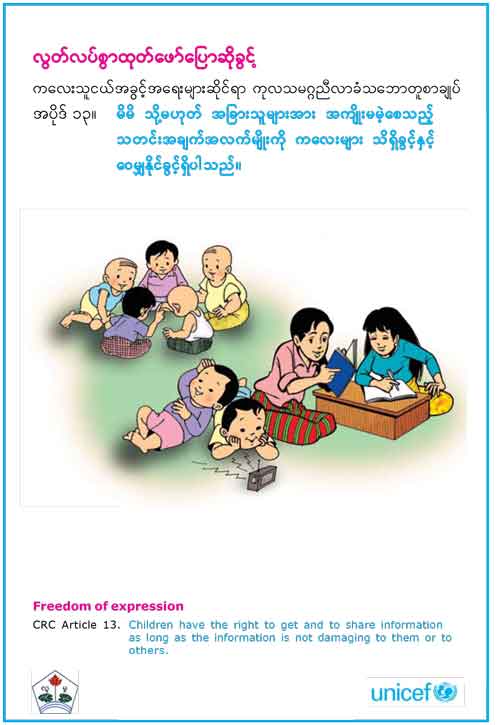 လွတ်လပ်စွာထုတ်ဖော်ပြောဆိုခွင့်
ကလေးသူငယ်အခွင့်အရေးများဆိုင်ရာ ကုလသမဂ္ဂညီလာခံသဘောတူစာချုပ်
အပိုဒ် ၁၃။ မိမိ သို့မဟုတ် အခြားသူများအား အကျိုးမမဲ့စေသည့်
သတင်းအချက်အလက်မျိုးကို ကလေးများ သိရှိခွင့်နှင့်
ဝေမျှနိုင်ခွင့်ရှိပါသည်။
Freedom of expression
CRC Article 13. Children have the right to get and to share information
as long as the information is not damaging to them or to
others.
unicef